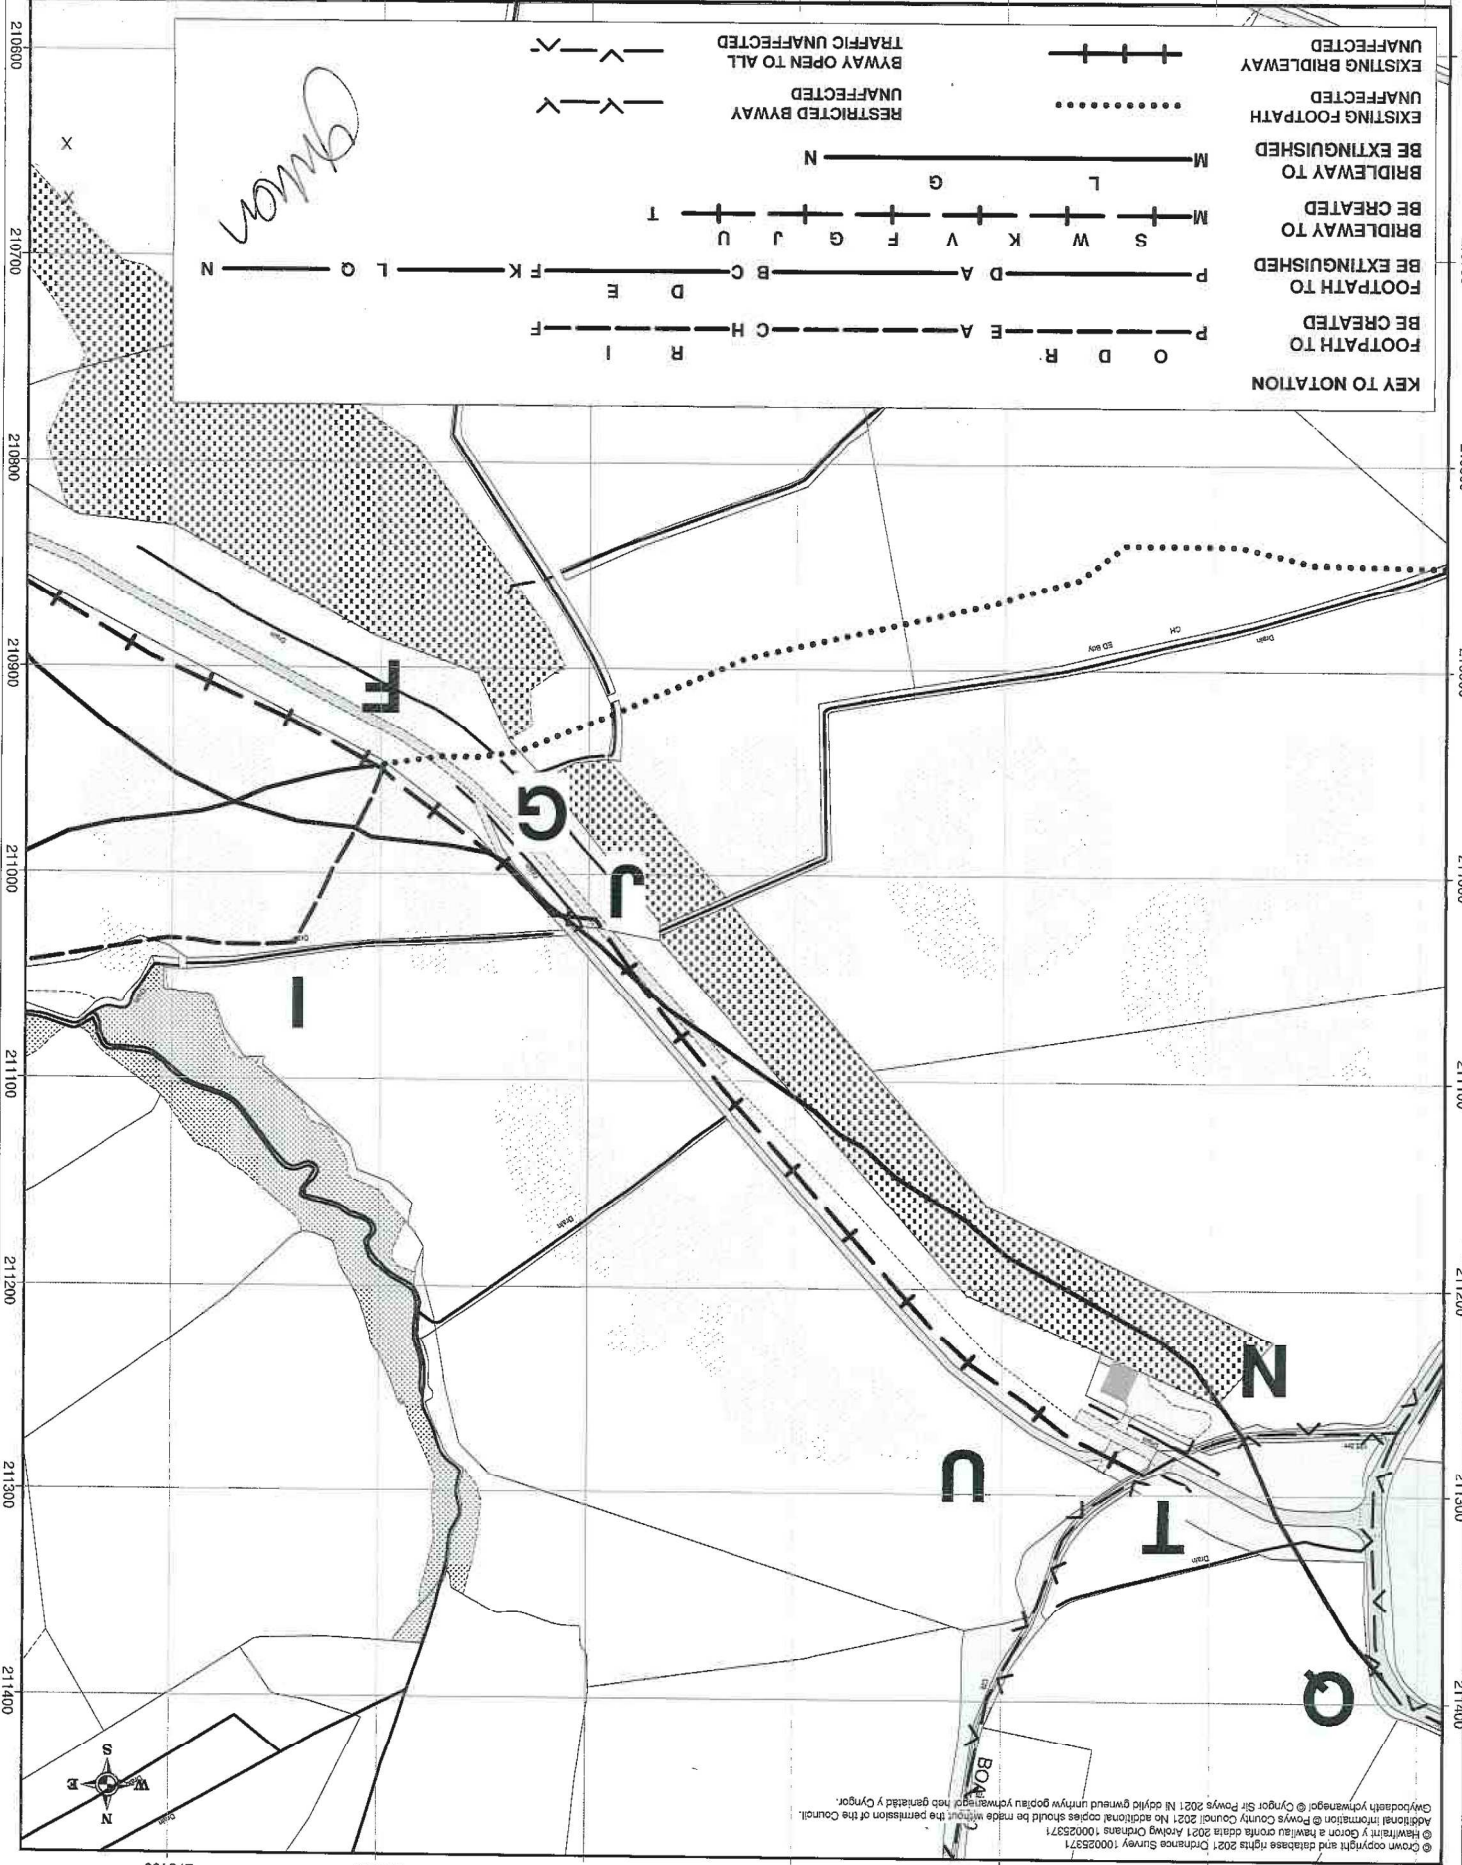 © Crown copyright and database rights 2021 Ordnance Survey 100025371
© Hawlfraint y Goron a hawliau cronfa ddata 2021 Arolwg Ordnans 100025371
Additional information © Powys County Council 2021 No additional copies should be made without the permission of the Council.
Gwybodaeth ychwanegol © Cyngor Sir Powys 2021 Ni ddylid gwneud unrhyw gopïau ychwanegol heb ganiatâd y Cyngor.
N
W E
S
Drain
BOA
211400
Q
T
U
Drain
211300
N
211200
Drain
211100
I
Drain
211000
J
G
F
Drain
210900
Drain
CH
ED Bdy
210800
KEY TO NOTATION
O D R R I
FOOTPATH TO P E A C H F
BE CREATED
D E
FOOTPATH TO P D A B C F K L Q N
BE EXTINGUISHED
S W K V F G J U
BRIDLEWAY TO M T
BE CREATED
L G
BRIDLEWAY TO M N
BE EXTINGUISHED
EXISTING FOOTPATH
UNAFFECTED
RESTRICTED BYWAY
UNAFFECTED
EXISTING BRIDLEWAY
UNAFFECTED
BYWAY OPEN TO ALL
TRAFFIC UNAFFECTED
210700
210600